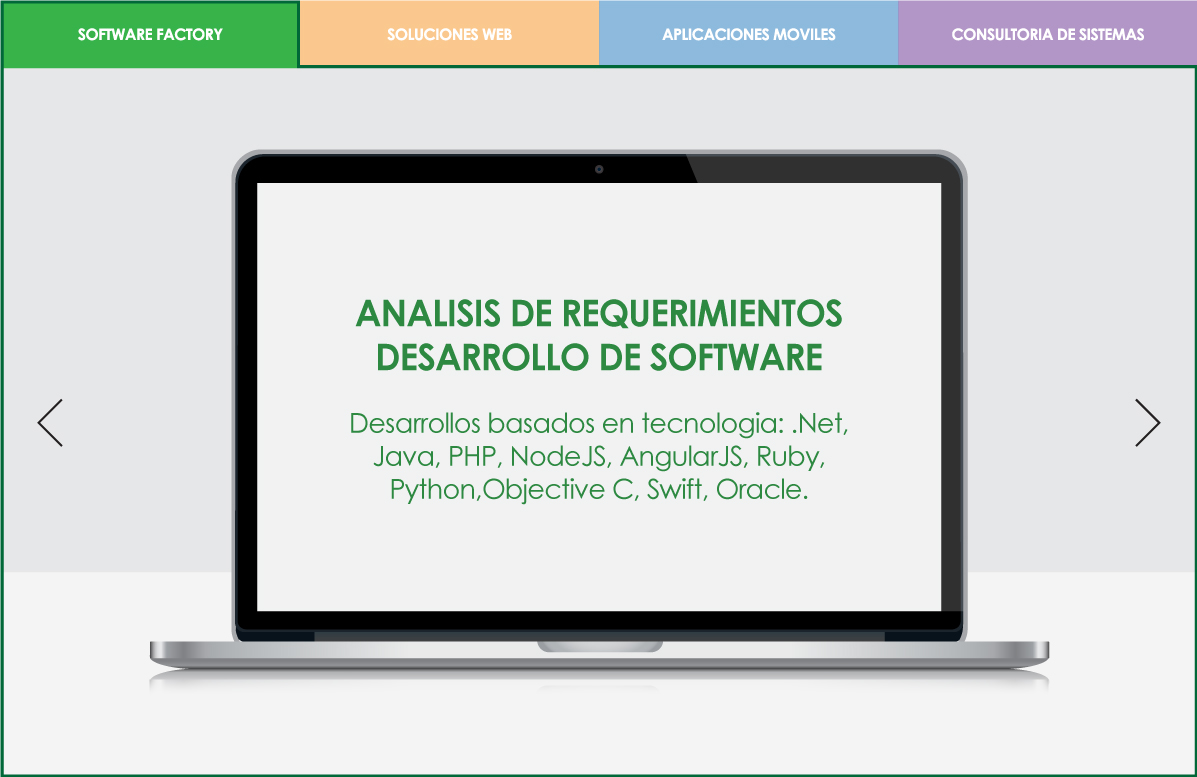 SOFTWARE FACTORY
SOLUCIONES WEB
APLICACIONES MOVILES
CONSULTORIA DE SISTEMAS
ANALISIS DE REQUERIMIENTOS
DESARROLLO DE SOFTWARE
Desarrollos basados en tecnologia: .Net,
Java, PHP, NodeJS, AngularJS, Ruby,
Python,Objective C, Swift, Oracle.